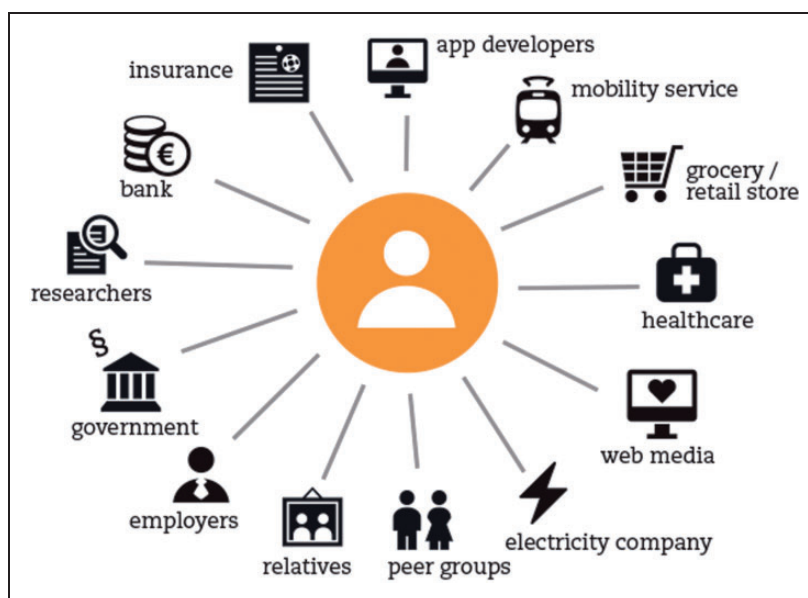 app developers
insurance
mobility service
€
bank
grocery /
retail store
researchers
healthcare
§
government
web media
employers
electricity company
relatives
peer groups